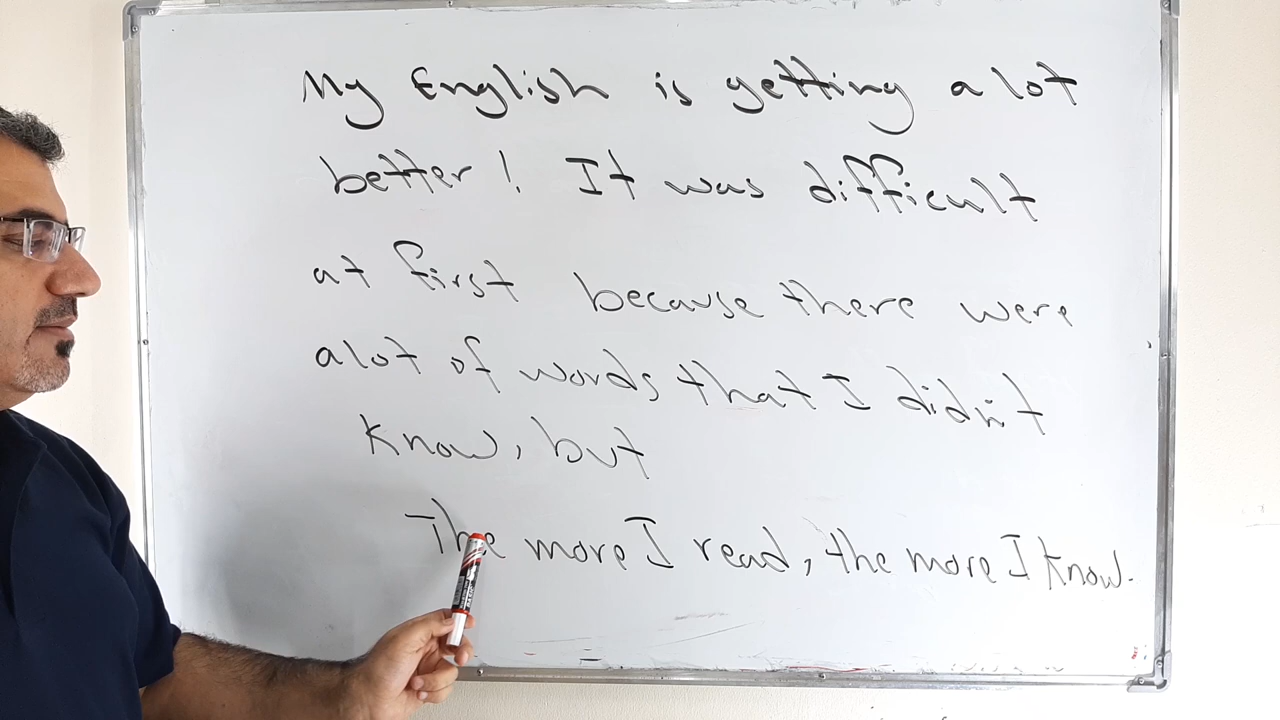 My English is getting a lot
better! It was difficult
at first because there were
alot of words that I didn't
know, but
The more I read, the more I know.